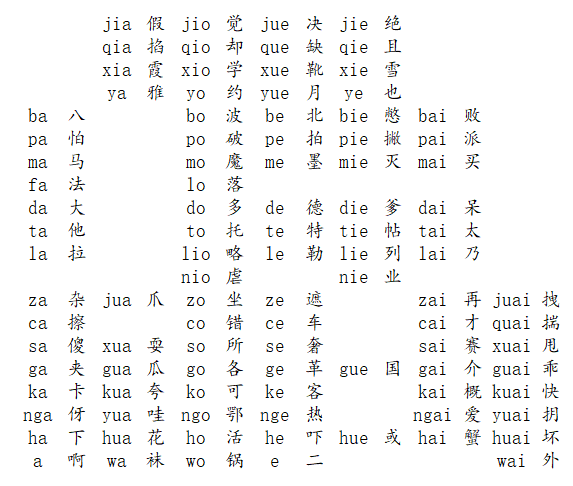 jia 假 jio 觉 jue 决 jie 绝
qia 掐 qio 却 que 缺 qie 且
xia 霞 xio 学 xue 靴 xie 雪
ya 雅 yo 约 yue 月 ye 也
ba 八 bo 波 be 北 bie 憋 bai 败
pa 怕 po 破 pe 拍 pie 撇 pai 派
ma 马 mo 魔 me 墨 mie 灭 mai 买
fa 法 lo 落
da 大 do 多 de 德 die 爹 dai 呆
ta 他 to 托 te 特 tie 帖 tai 太
la 拉 lio 略 le 勒 lie 列 lai 乃
nio 虐 nie 业
za 杂 jua 爪 zo 坐 ze 遮 zai 再 juai 拽
ca 擦 co 错 ce 车 cai 才 quai 揣
sa 傻 xua 耍 so 所 se 奢 sai 赛 xuai 甩
ga 夹 gua 瓜 go 各 ge 革 gue 国 gai 介 guai 乖
ka 卡 kua 夸 ko 可 ke 客 kai 概 kuai 快
nga 伢 yua 哇 ngo 鄂 nge 热 ngai 爱 yuai 抈
ha 下 hua 花 ho 活 he 吓 hue 或 hai 蟹 huai 坏
a 啊 wa 袜 wo 锅 e 二 wai 外